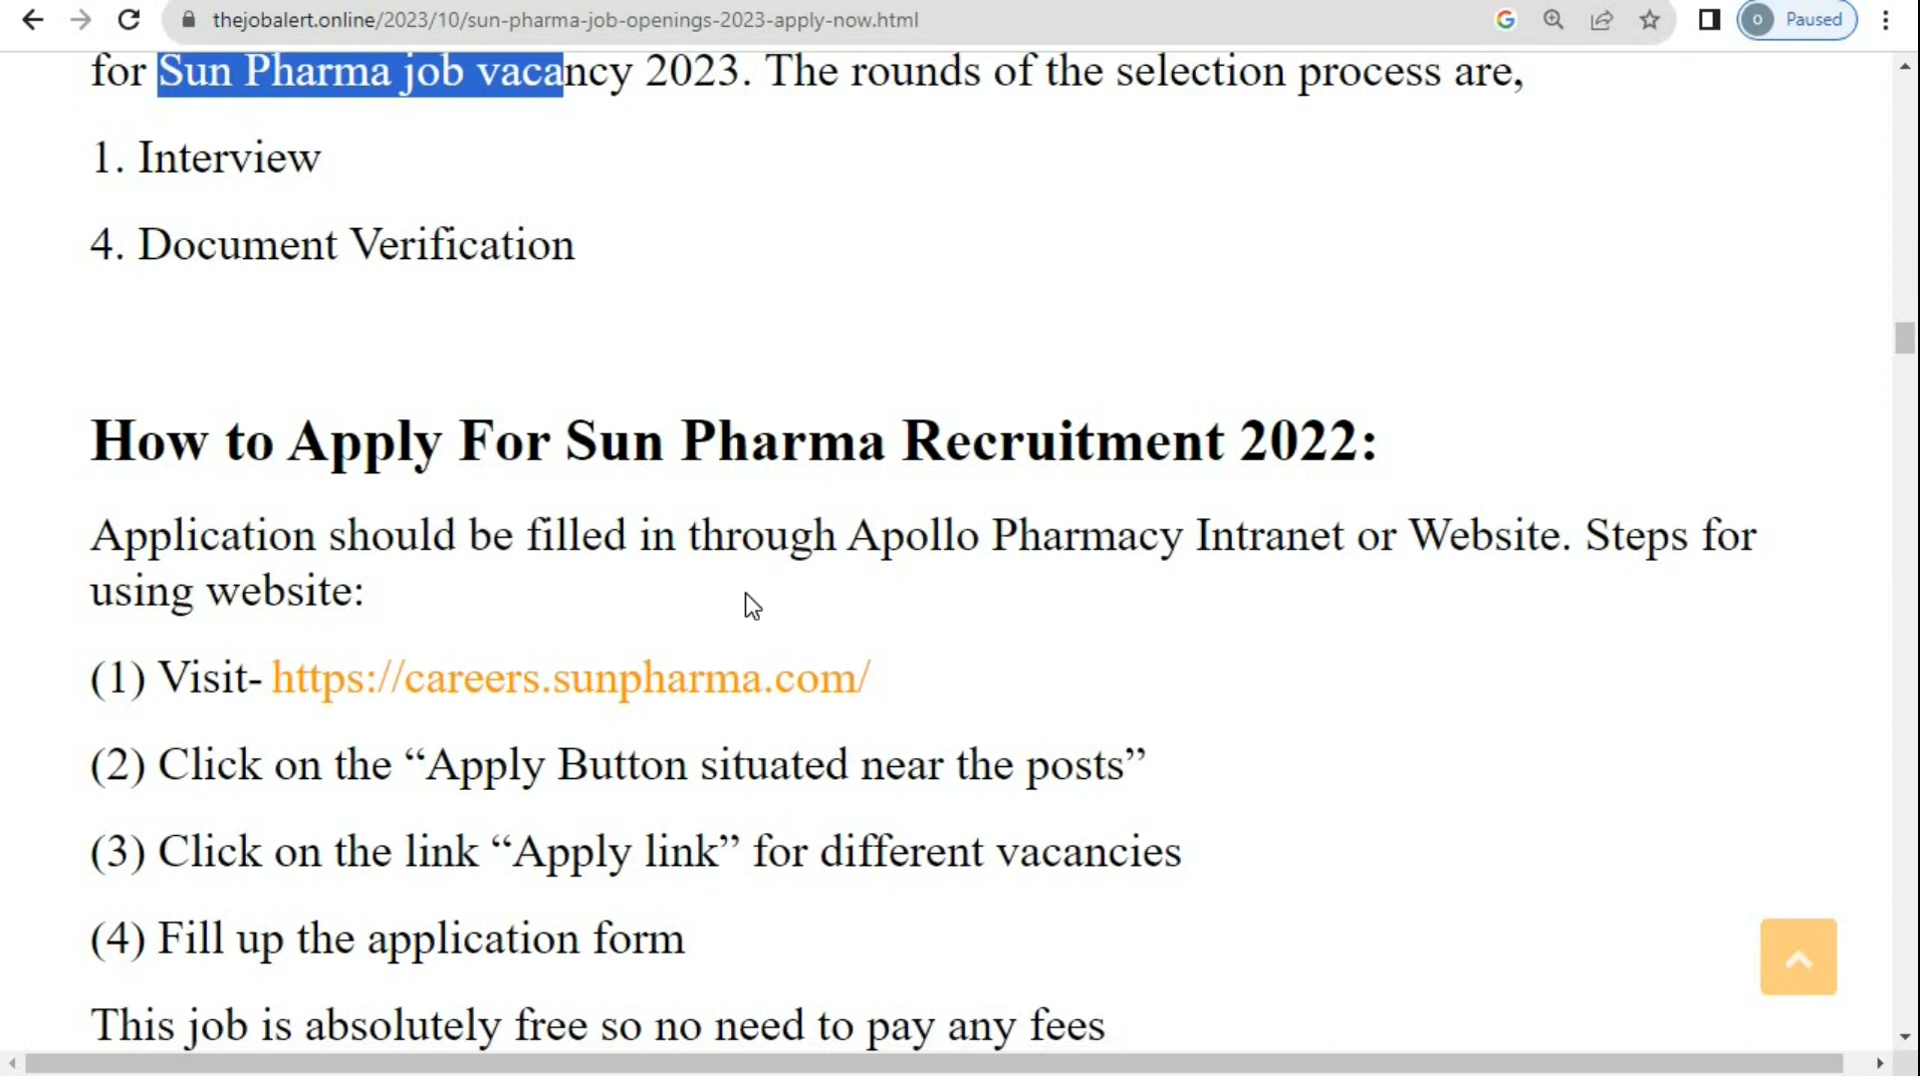 thejobalert.online/2023/10/sun-pharma-job-openings-2023-apply-now.html
G
o
Paused
for Sun Pharma job vacancy 2023. The rounds of the selection process are,
1. Interview
4. Document Verification
How to Apply For Sun Pharma Recruitment 2022:
Application should be filled in through Apollo Pharmacy Intranet or Website. Steps for
using website:
(1) Visit- https://careers.sunpharma.com/
(2) Click on the “Apply Button situated near the posts”
(3) Click on the link “Apply link” for different vacancies
(4) Fill up the application form
This job is absolutely free so no need to pay any fees